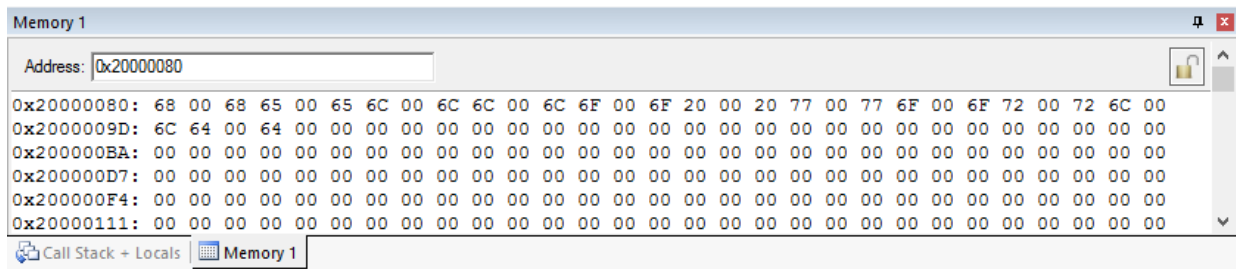 Memory 1
Address: 0x20000080
0x20000080: 68 00 68 65 00 65 6C 00 6C 6C 00 6C 6F 00 6F 20 00 20 77 00 77 6F 00 6F 72 00 72 6C 00
0x2000009D: 6C 64 00 64 00 00 00 00 00 00 00 00 00 00 00 00 00 00 00 00 00 00 00 00 00 00 00 00 00
0x200000BA: 00 00 00 00 00 00 00 00 00 00 00 00 00 00 00 00 00 00 00 00 00 00 00 00 00 00 00 00 00
0x200000D7: 00 00 00 00 00 00 00 00 00 00 00 00 00 00 00 00 00 00 00 00 00 00 00 00 00 00 00 00 00
0x200000F4: 00 00 00 00 00 00 00 00 00 00 00 00 00 00 00 00 00 00 00 00 00 00 00 00 00 00 00 00 00
0x20000111: 00 00 00 00 00 00 00 00 00 00 00 00 00 00 00 00 00 00 00 00 00 00 00 00 00 00 00 00 00
Call Stack + Locals Memory 1